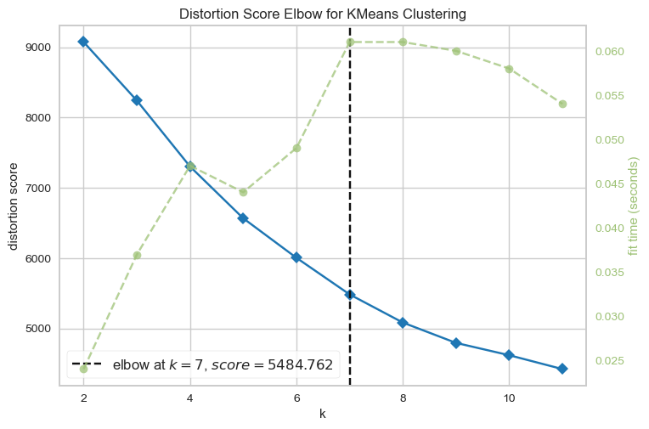 Distortion Score Elbow for KMeans Clustering
distortion score
9000
8000
7000
6000
5000
0.060
0.055
0.050
0.045
0.040
0.035
0.030
0.025
fit time (seconds)
elbow at k = 7, score = 5484.762
2 4 6 8 10
k